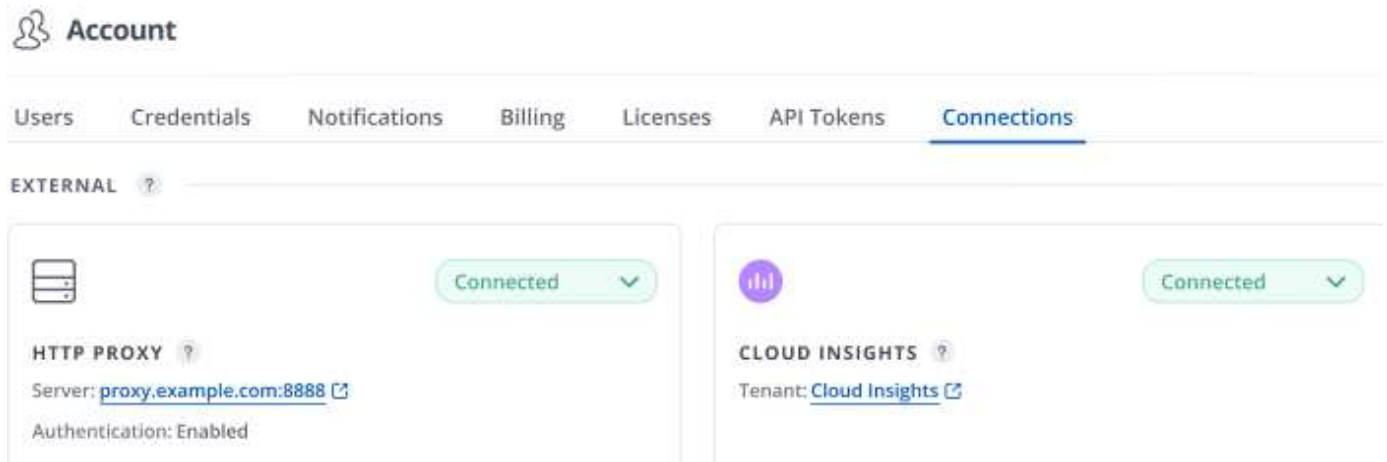 Account
Users Credentials Notifications Billing Licenses API Tokens Connections
EXTERNAL ?
Connected
HTTP PROXY ?
Server: proxy.example.com:8888
Authentication: Enabled
Connected
CLOUD INSIGHTS ?
Tenant: Cloud Insights